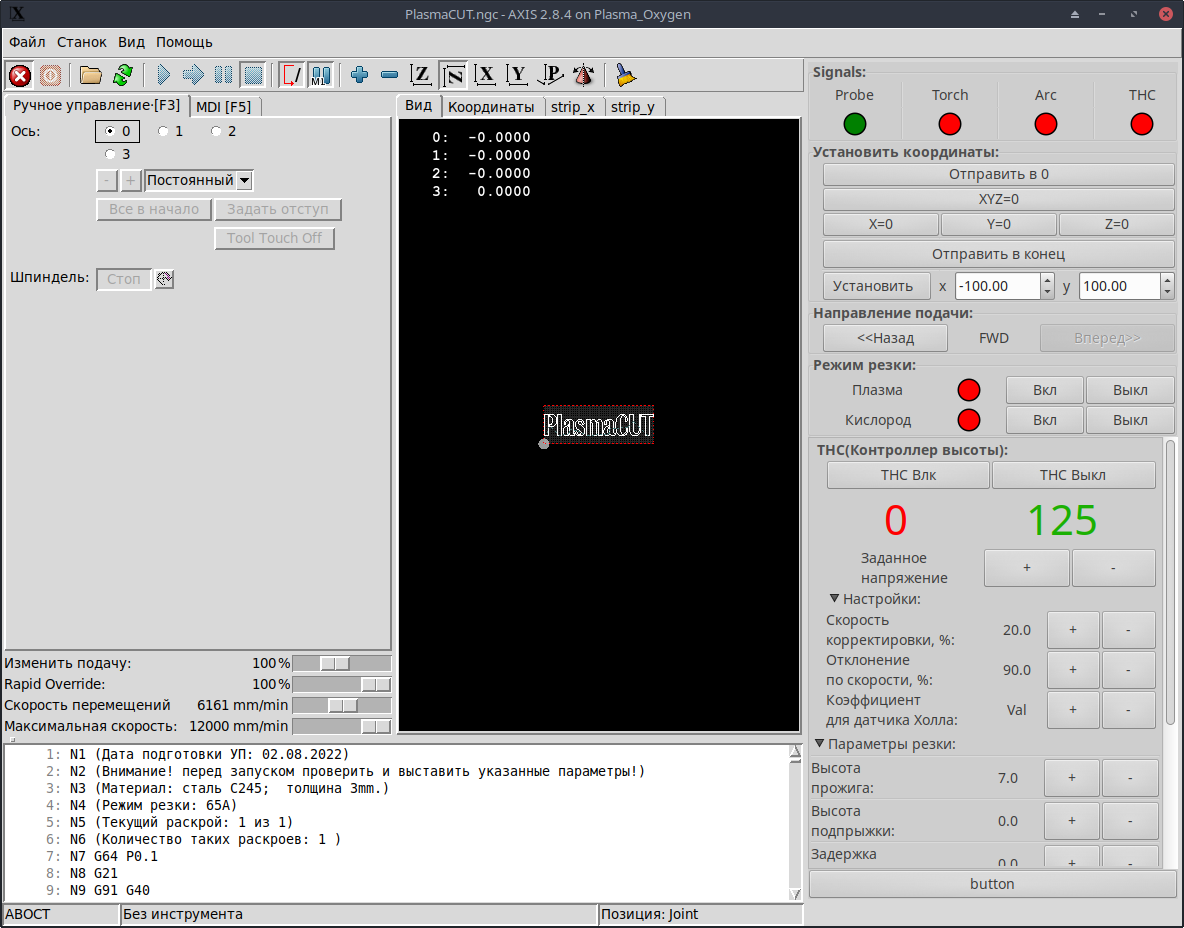 PlasmaCUT.ngc - AXIS 2.8.4 on Plasma_Oxygen
Файл Станок Вид Помощь
Ручное управление [F3] MDI [F5]
Ось: 0 1 2
3
- + Постоянный
Все в начало Задать отступ
Tool Touch Off
Шпиндель: Стоп
Изменить подачу: 100 %
Rapid Override: 100 %
Скорость перемещений 6161 mm/min
Максимальная скорость: 12000 mm/min
Z N X Y P
M1
Вид Координаты strip_x strip_y
0: -0.0000
1: -0.0000
2: -0.0000
3: 0.0000
PlasmaCUT
Signals:
Probe Torch Arc THC
Установить координаты:
Отправить в 0
XYZ=0
X=0 Y=0 Z=0
Отправить в конец
Установить x -100.00 y 100.00
Направление подачи:
<<Назад FWD Вперед>>
Режим резки:
Плазма Вкл Выкл
Кислород Вкл Выкл
THC(Контроллер высоты):
THC Влк THC Выкл
0 125
Заданное
напряжение + -
Настройки:
Скорость
корректировки, %: 20.0 + -
Отклонение
по скорости, %: 90.0 + -
Коэффициент
для датчика Холла: Val + -
Параметры резки:
Высота
прожига: 7.0 + -
Высота
подпрыжки: 0.0 + -
Задержка 0.0 + -
button
1: N1 (Дата подготовки УП: 02.08.2022)
2: N2 (Внимание! перед запуском проверить и выставить указанные параметры!)
3: N3 (Материал: сталь С245;  толщина 3mm.)
4: N4 (Режим резки: 65А)
5: N5 (Текущий раскрой: 1 из 1)
6: N6 (Количество таких раскроев: 1 )
7: N7 G64 P0.1
8: N8 G21
9: N9 G91 G40
АВОСТ Без инструмента Позиция: Joint